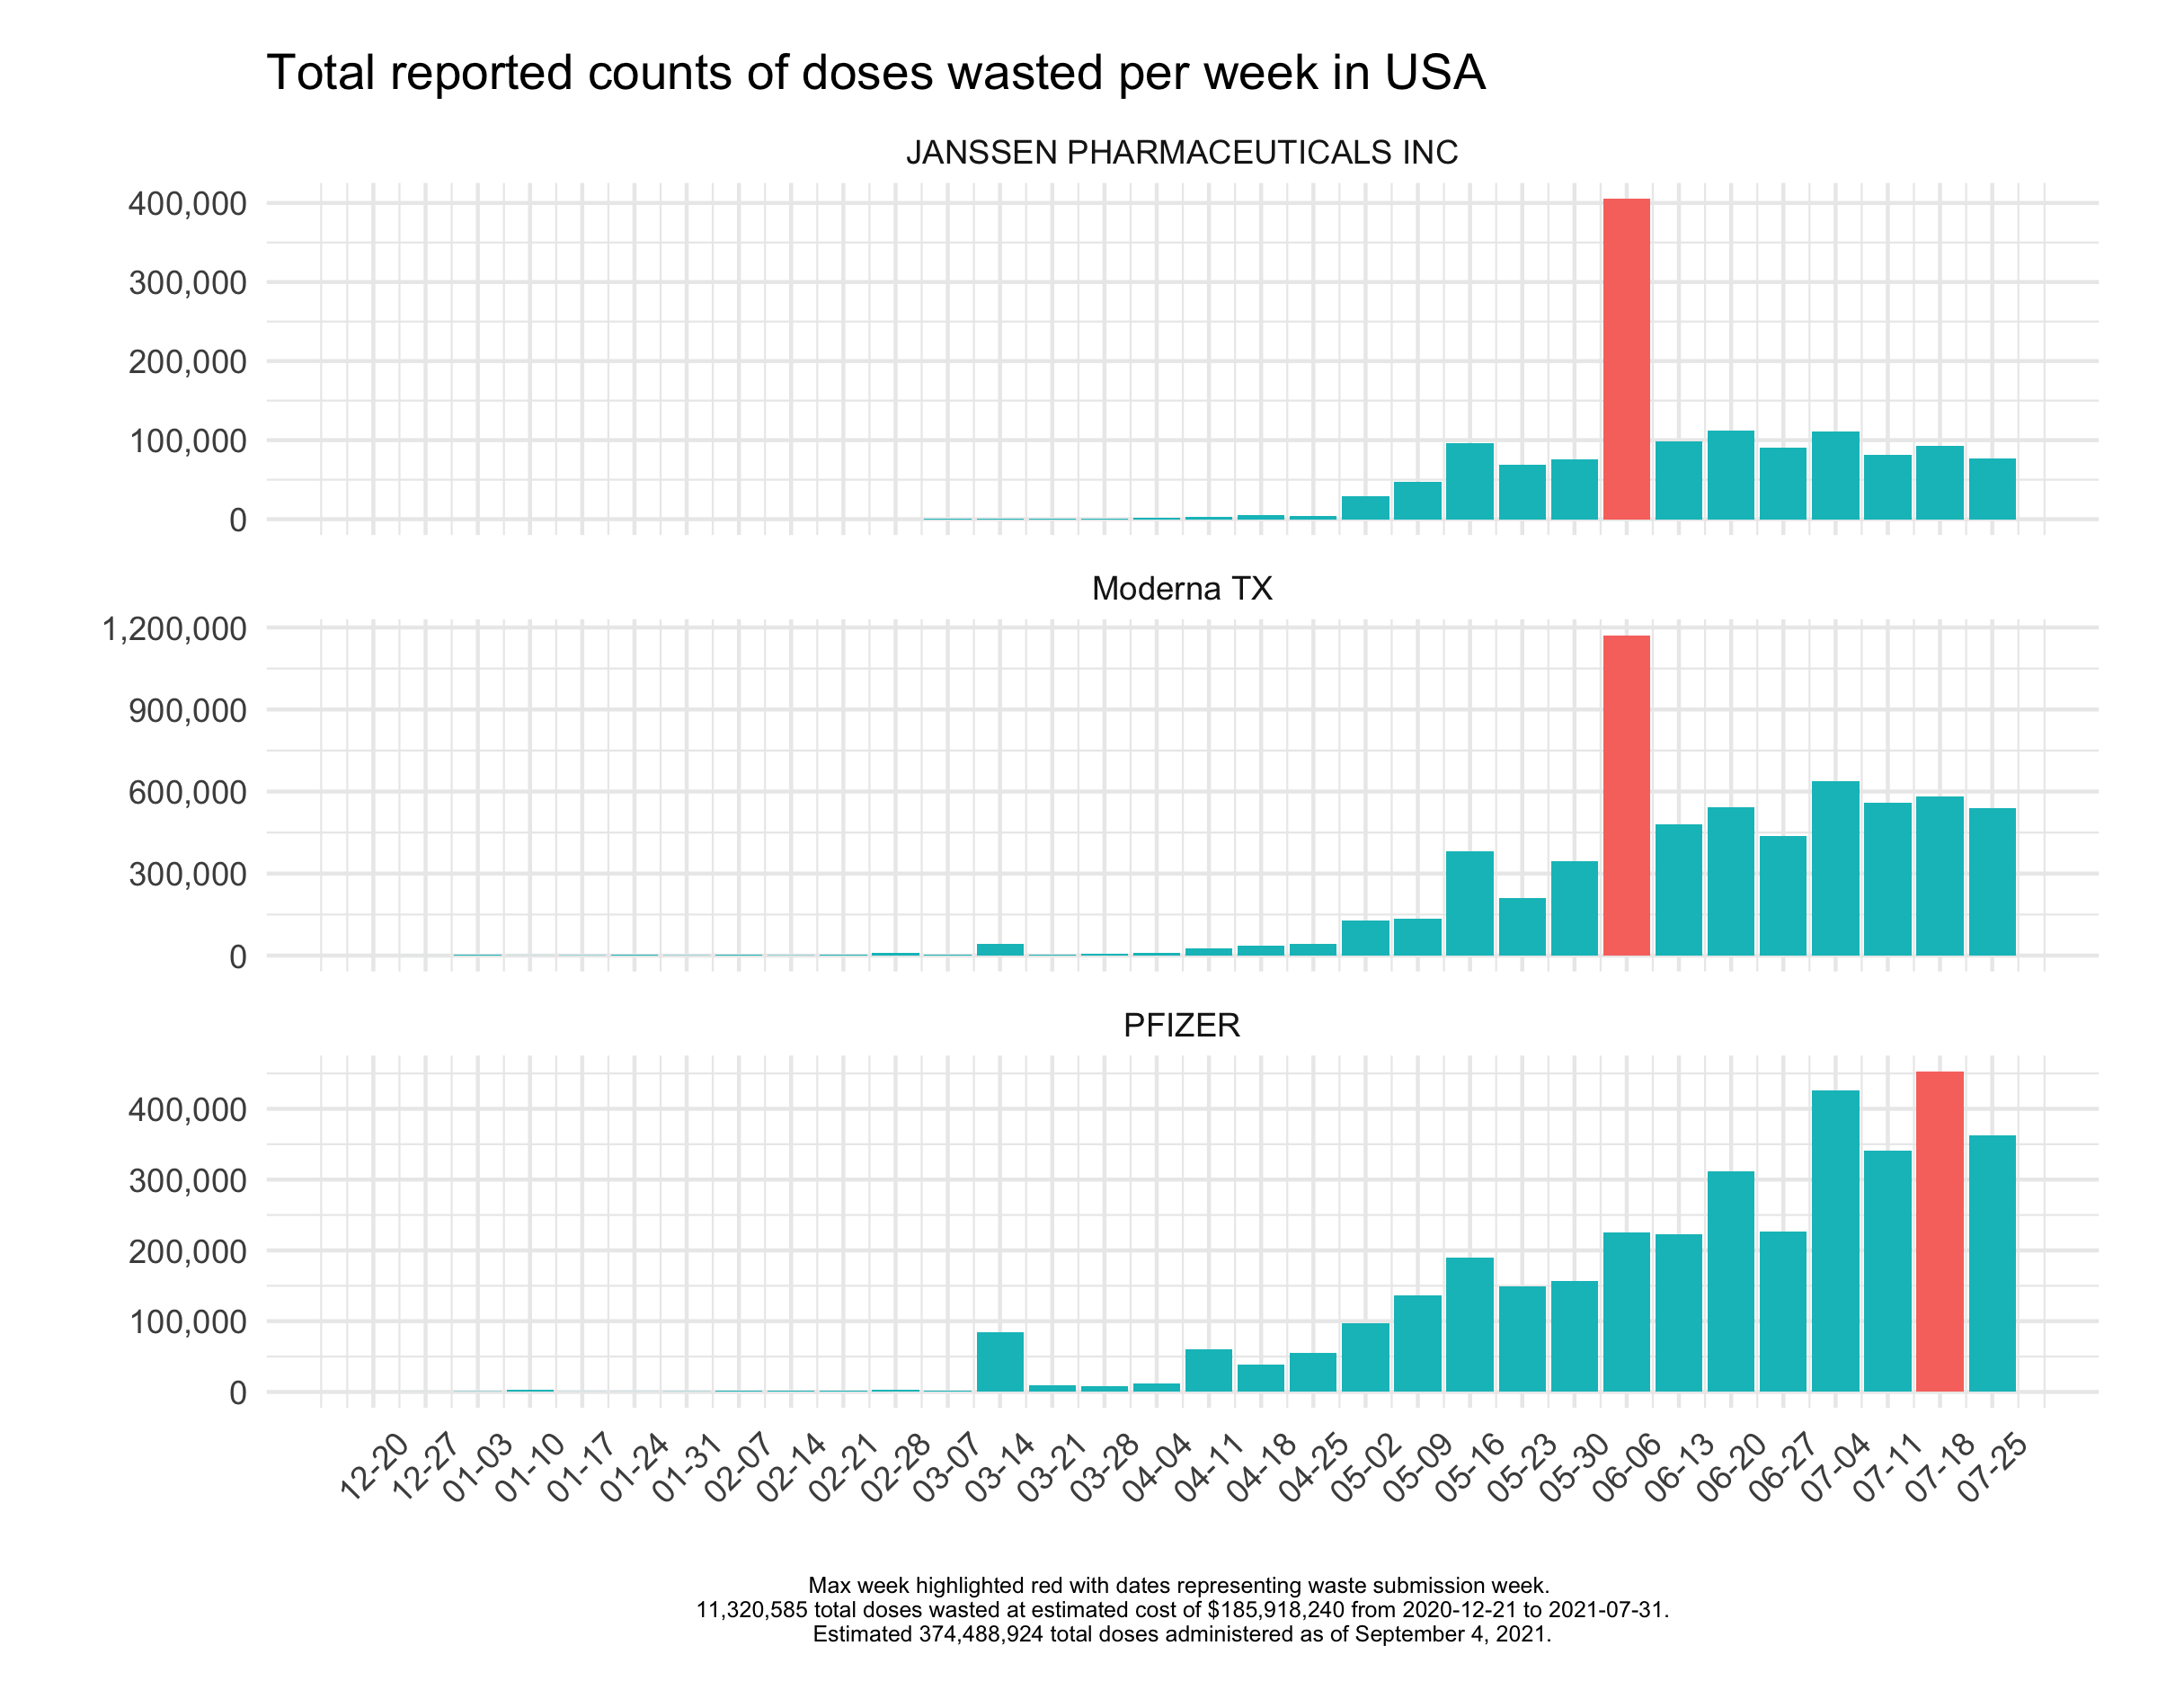 Total reported counts of doses wasted per week in USA
JANSSEN PHARMACEUTICALS INC
400,000
300,000
200,000
100,000
0
Moderna TX
1,200,000
900,000
600,000
300,000
0
PFIZER
400,000
300,000
200,000
100,000
0
12-20 12-27 01-03 01-10 01-17 01-24 01-31 02-07 02-14 02-21 02-28 03-07 03-14 03-21 03-28 04-04 04-11 04-18 04-25 05-02 05-09 05-16 05-23 05-30 06-06 06-13 06-20 06-27 07-04 07-11 07-18 07-25
Max week highlighted red with dates representing waste submission week.
11,320,585 total doses wasted at estimated cost of $185,918,240 from 2020-12-21 to 2021-07-31.
Estimated 374,488,924 total doses administered as of September 4, 2021.